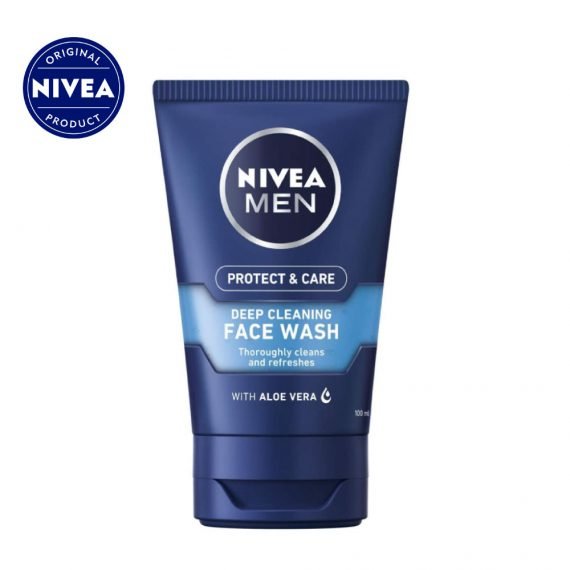 ORIGINAL
NIVEA
PRODUCT
NIVEA
MEN
PROTECT & CARE
DEEP CLEANING
FACE WASH
Thoroughly cleans
and refreshes
WITH ALOE VERA
100 ml